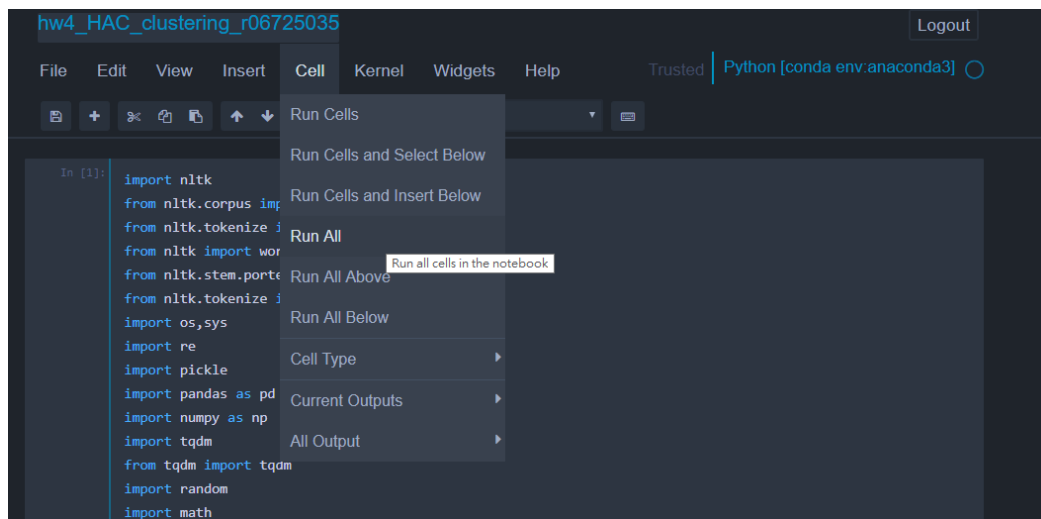 hw4_HAC_clustering_r06725035
Logout
File Edit View Insert Cell Kernel Widgets Help Trusted Python [conda env:anaconda3]
Run Cells
Run Cells and Select Below
Run Cells and Insert Below
Run All
Run all cells in the notebook
Run All Above
Run All Below
Cell Type
Current Outputs
All Output
In [1]:
import nltk
from nltk.corpus imp
from nltk.tokenize i
from nltk import wor
from nltk.stem.porte
from nltk.tokenize i
import os,sys
import re
import pickle
import pandas as pd
import numpy as np
import tqdm
from tqdm import tqdm
import random
import math